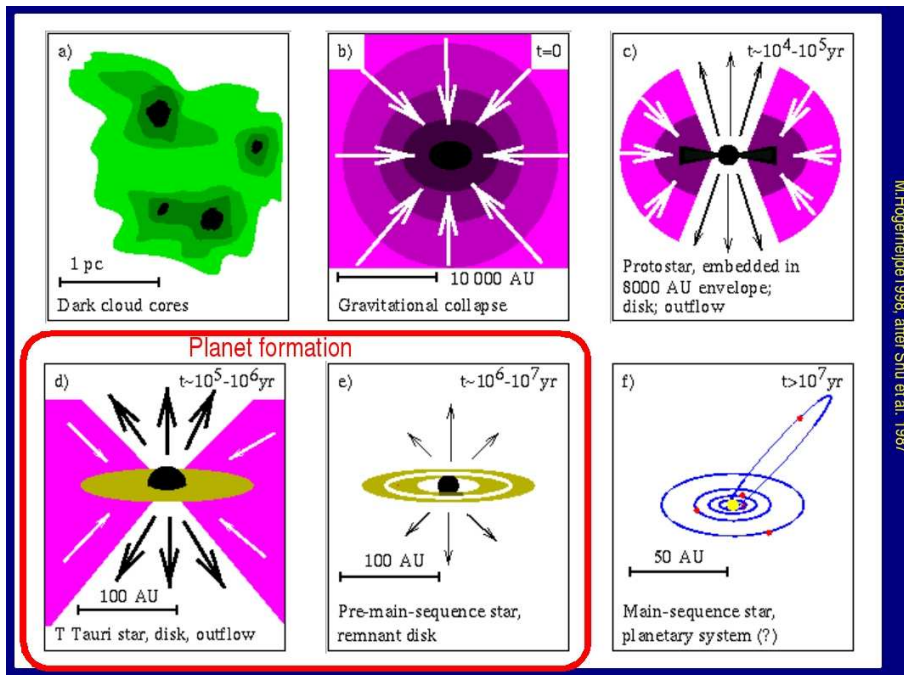 a)
1 pc
Dark cloud cores
b)
t=0
10 000 AU
Gravitational collapse
c)
t~10^4-10^5yr
Protostar, embedded in
8000 AU envelope;
disk; outflow
Planet formation
d)
t~10^5-10^6yr
100 AU
T Tauri star, disk, outflow
e)
t~10^6-10^7yr
100 AU
Pre-main-sequence star,
remnant disk
f)
t>10^7yr
50 AU
Main-sequence star,
planetary system (?)
M.Hogerheijde1998, after Shu et al. 1987